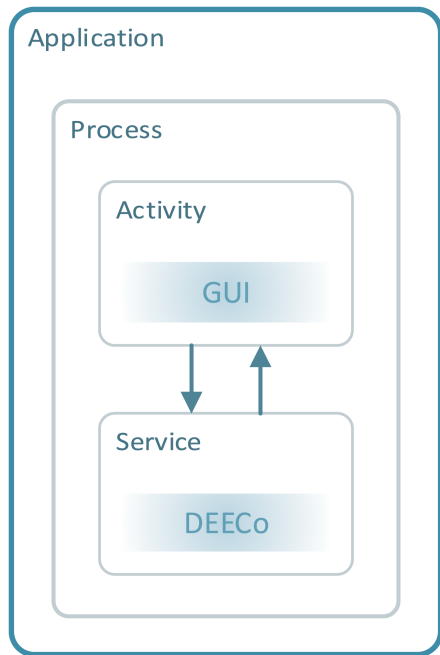 Application
Process
Activity
GUI
Service
DEECo